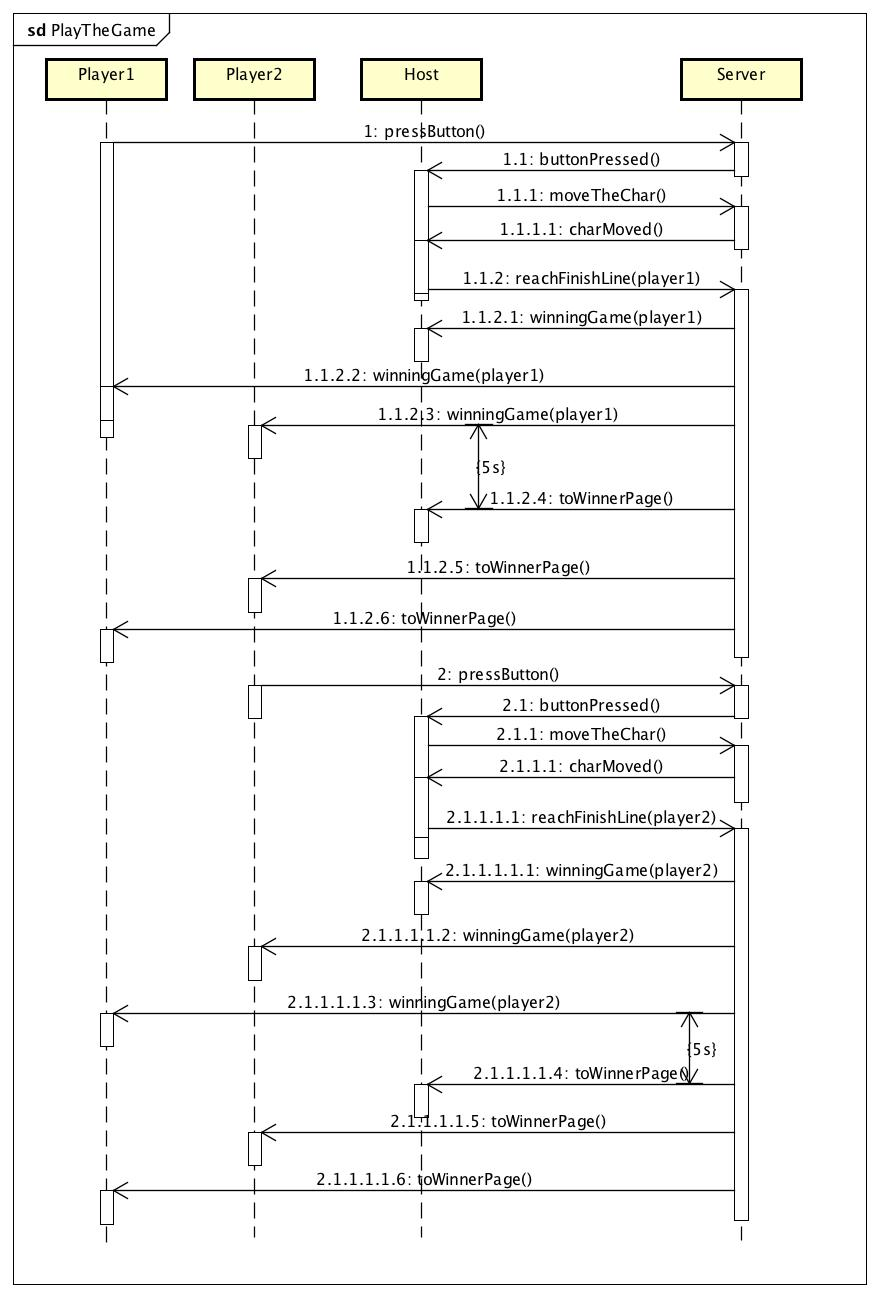 sd PlayTheGame
Player1
Player2
Host
Server
1: pressButton()
1.1: buttonPressed()
1.1.1: moveTheChar()
1.1.1.1: charMoved()
1.1.2: reachFinishLine(player1)
1.1.2.1: winningGame(player1)
1.1.2.2: winningGame(player1)
1.1.2.3: winningGame(player1)
{5s}
1.1.2.4: toWinnerPage()
1.1.2.5: toWinnerPage()
1.1.2.6: toWinnerPage()
2: pressButton()
2.1: buttonPressed()
2.1.1: moveTheChar()
2.1.1.1: charMoved()
2.1.1.1.1: reachFinishLine(player2)
2.1.1.1.1.1: winningGame(player2)
2.1.1.1.1.2: winningGame(player2)
2.1.1.1.1.3: winningGame(player2)
{5s}
2.1.1.1.1.4: toWinnerPage()
2.1.1.1.1.5: toWinnerPage()
2.1.1.1.1.6: toWinnerPage()